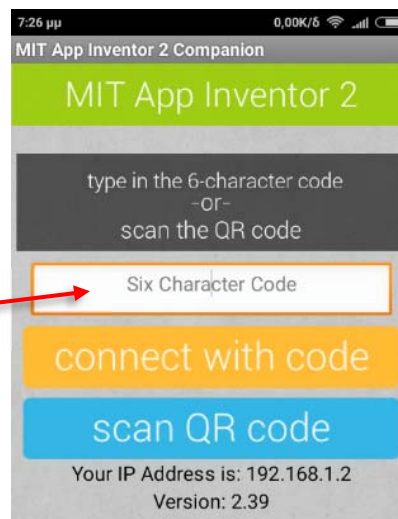 7:26 μμ 0,00K/δ
MIT App Inventor 2 Companion
MIT App Inventor 2
type in the 6-character code
-or-
scan the QR code
Six Character Code
connect with code
scan QR code
Your IP Address is: 192.168.1.2
Version: 2.39